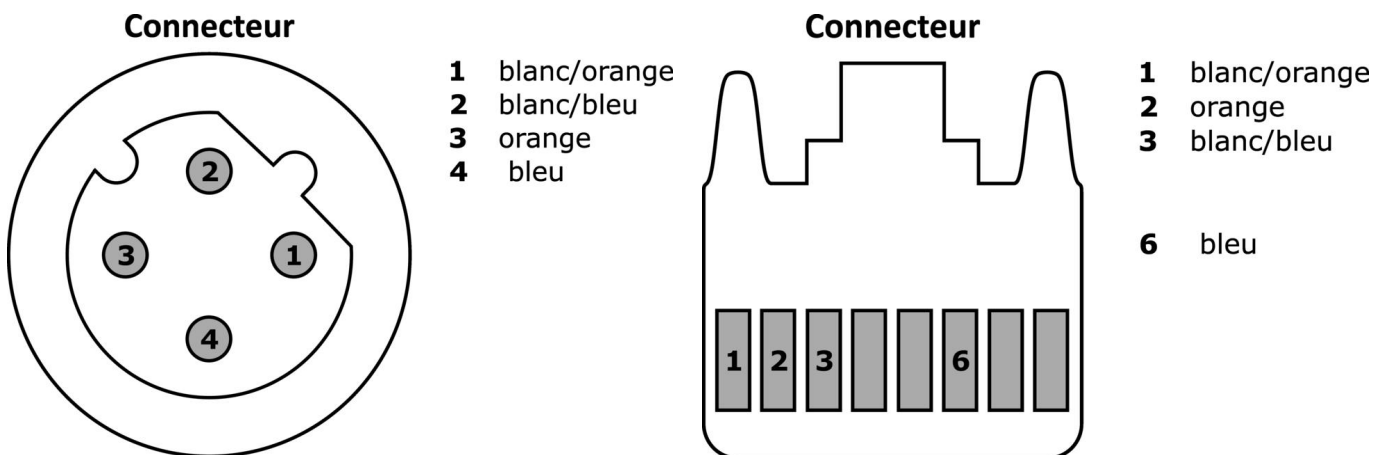 Connecteur
1 blanc/orange
2 blanc/bleu
3 orange
4 bleu
2
3
1
4
Connecteur
1 blanc/orange
2 orange
3 blanc/bleu
6 bleu
1 2 3 6